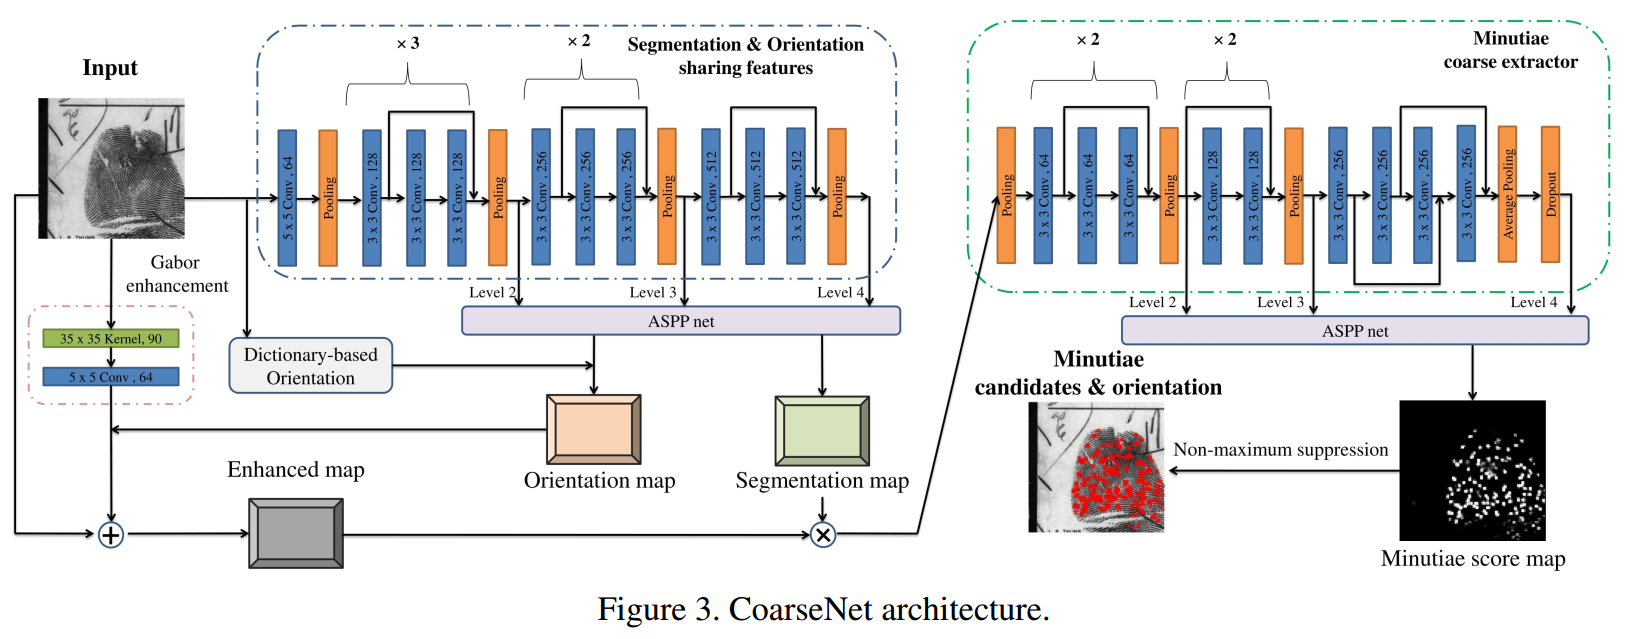 Input
× 3
× 2
Segmentation & Orientation
sharing features
5 x 5 Conv , 64
Pooling
3 x 3 Conv , 128
3 x 3 Conv , 128
3 x 3 Conv , 128
Pooling
3 x 3 Conv , 256
3 x 3 Conv , 256
3 x 3 Conv , 256
Pooling
3 x 3 Conv , 512
3 x 3 Conv , 512
3 x 3 Conv , 512
Pooling
Level 2
Level 3
Level 4
ASPP net
Gabor
enhancement
35 x 35 Kernel, 90
5 x 5 Conv , 64
Dictionary-based
Orientation
Orientation map
Segmentation map
Enhanced map
+
×
× 2
× 2
Minutiae
coarse extractor
Pooling
3 x 3 Conv , 64
3 x 3 Conv , 64
3 x 3 Conv , 64
Pooling
3 x 3 Conv , 128
3 x 3 Conv , 128
Pooling
3 x 3 Conv , 256
3 x 3 Conv , 256
3 x 3 Conv , 256
3 x 3 Conv , 256
Average Pooling
Dropout
Level 2
Level 3
Level 4
ASPP net
Minutiae
candidates & orientation
Non-maximum suppression
Minutiae score map
Figure 3. CoarseNet architecture.